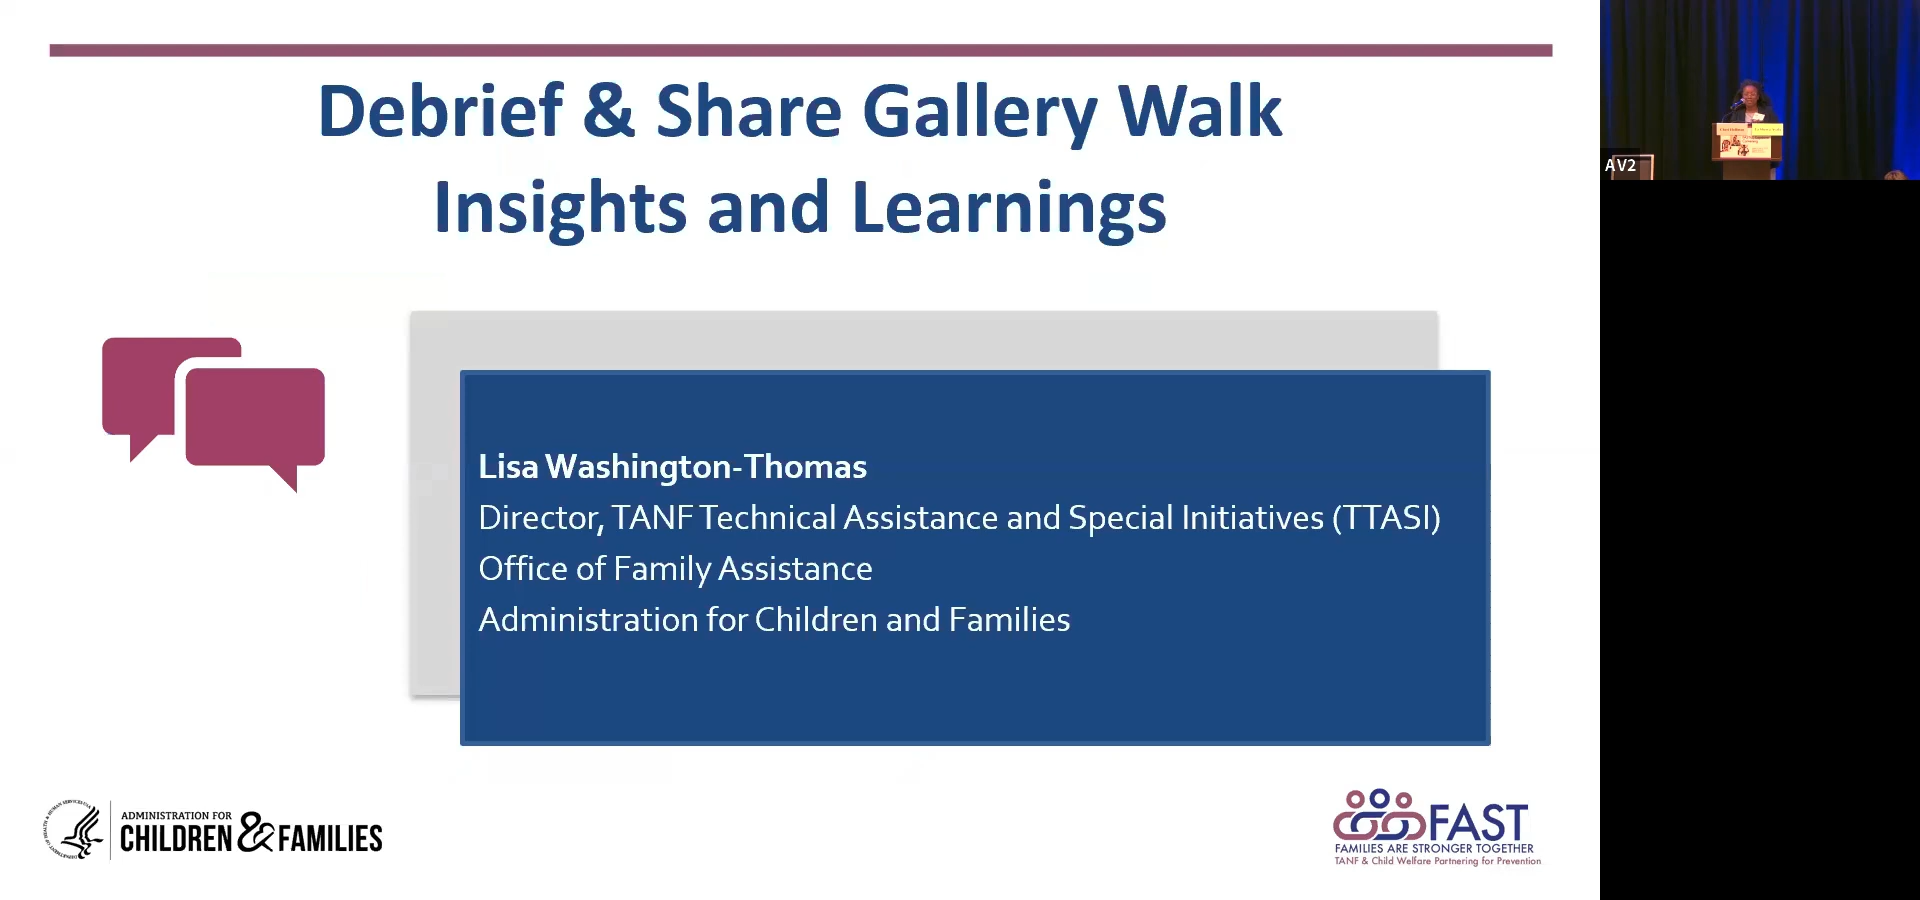 Debrief & Share Gallery Walk
Insights and Learnings
Lisa Washington-Thomas
Director, TANF Technical Assistance and Special Initiatives (TTASI)
Office of Family Assistance
Administration for Children and Families
ADMINISTRATION FOR
CHILDREN & FAMILIES
FAST
FAMILIES ARE STRONGER TOGETHER
TANF & Child Welfare Partnering for Prevention
AV2